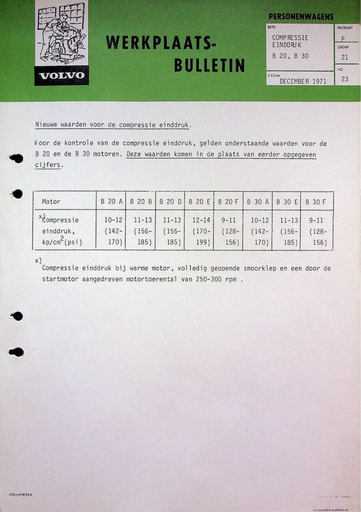 PERSONENWAGENS
WERKPLAATS-
BULLETIN
VOLVO
BETR.
COMPRESSIE
EINDDRUK
B 20, B 30
PRODUCT
P
GROEP
21
DATUM
DECEMBER 1971
NO
23
Nieuwe waarden voor de compressie einddruk.
Voor de kontrole van de compressie einddruk, gelden onderstaande waarden voor de
B 20 en de B 30 motoren. Deze waarden komen in de plaats van eerder opgegeven
cijfers.
Motor B 20 A B 20 B B 20 D B 20 E B 20 F B 30 A B 30 E B 30 F
x)
Compressie 10-12 11-13 11-13 12-14 9-11 10-12 11-13 9-11
einddruk, (142- (156- (156- (170- (128- (142- (156- (128-
kp/cm²(psi) 170) 185) 185) 199) 156) 170) 185) 156)
x)
Compressie einddruk bij warme motor, volledig geopende smoorklep en een door de
startmotor aangedreven motortoerental van 250-300 rpm .